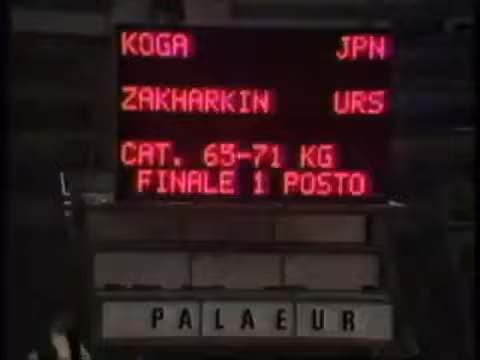 KOGA JPN
ZAKHARKIN URS
CAT. 65-71 KG
FINALE 1 POSTO
PALAEUR